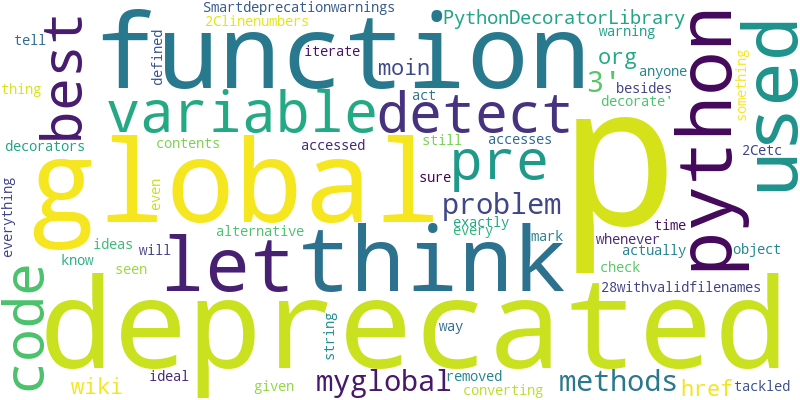 Smartdeprecationwarnings
2Clinenumbers
PythonDecoratorLibrary
tell
defined
iterate
warning
function
moin
org
anyone
something
best
thing
3'
besides
python
used
variable
detect
act
decorate'
decorators
contents
accessed
still
accesses
2Cetc
global
pre
p
sure
even
problem
everything
exactly
every
time
alternative
let
think
mark
whenever
ideas
will
actually
object
know
seen
check
code
deprecated
28withvalidfilenames
string
way
wiki
ideal
given
myglobal
removed
converting
methods
href
tackled